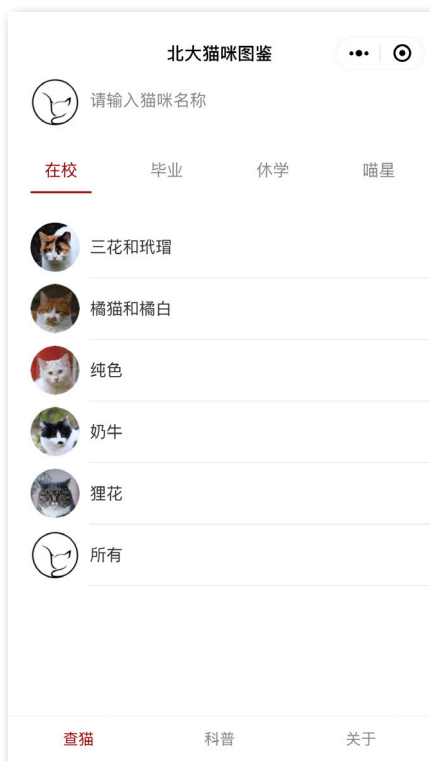 北大猫咪图鉴
请输入猫咪名称
在校 毕业 休学 喵星
三花和玳瑁
橘猫和橘白
纯色
奶牛
狸花
所有
查猫 科普 关于